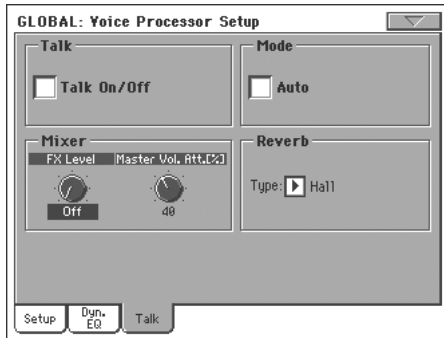 GLOBAL: Voice Processor Setup
Talk
Talk On/Off
Mode
Auto
Mixer
FX Level Master Vol. Att.[%]
Off 40
Reverb
Type: Hall
Setup Dyn. EQ Talk